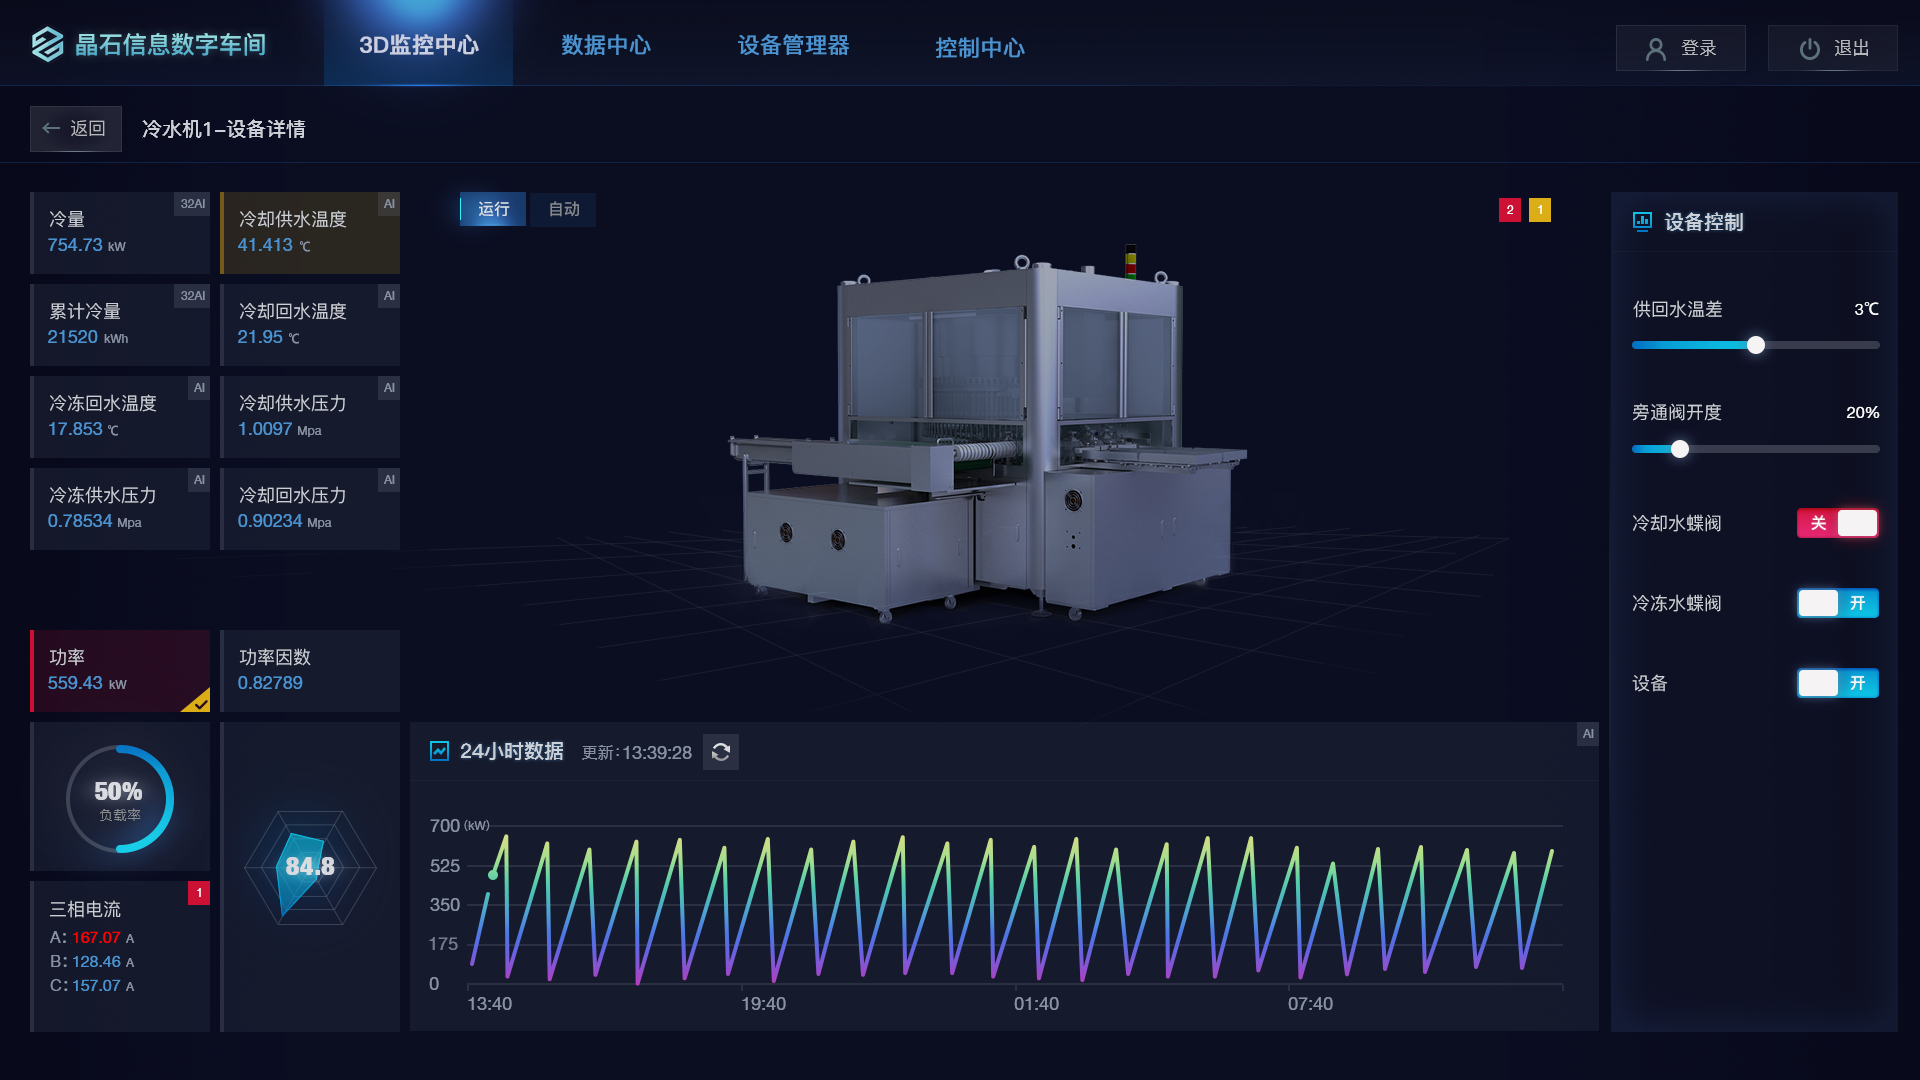 晶石信息数字车间
3D监控中心
数据中心
设备管理器
控制中心
登录
退出
返回
冷水机1-设备详情
冷量
32AI
754.73 kW
冷却供水温度
AI
41.413 ℃
累计冷量
32AI
21520 kWh
冷却回水温度
AI
21.95 ℃
冷冻回水温度
AI
17.853 ℃
冷却供水压力
AI
1.0097 Mpa
冷冻供水压力
AI
0.78534 Mpa
冷却回水压力
AI
0.90234 Mpa
运行
自动
2
1
功率
559.43 kW
功率因数
0.82789
50%
负载率
84.8
三相电流
1
A: 167.07 A
B: 128.46 A
C: 157.07 A
24小时数据
更新:13:39:28
AI
700 (kW)
525
350
175
0
13:40
19:40
01:40
07:40
设备控制
供回水温差
3℃
旁通阀开度
20%
冷却水蝶阀
关
冷冻水蝶阀
开
设备
开